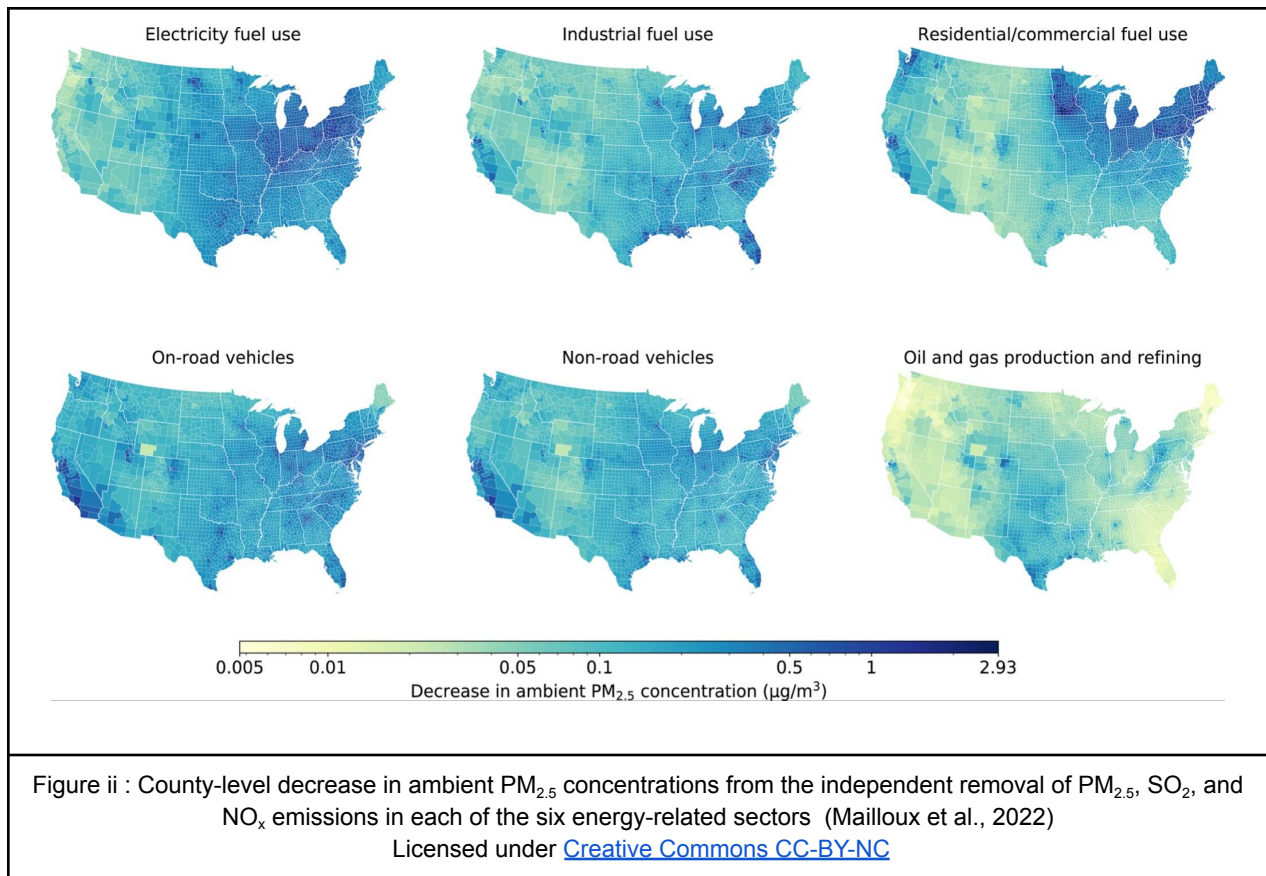 Electricity fuel use
Industrial fuel use
Residential/commercial fuel use
On-road vehicles
Non-road vehicles
Oil and gas production and refining
0.005 0.01 0.05 0.1 0.5 1 2.93
Decrease in ambient PM2.5 concentration (μg/m³)
Figure ii : County-level decrease in ambient PM2.5 concentrations from the independent removal of PM2.5, SO2, and
NOx emissions in each of the six energy-related sectors (Mailloux et al., 2022)
Licensed under Creative Commons CC-BY-NC